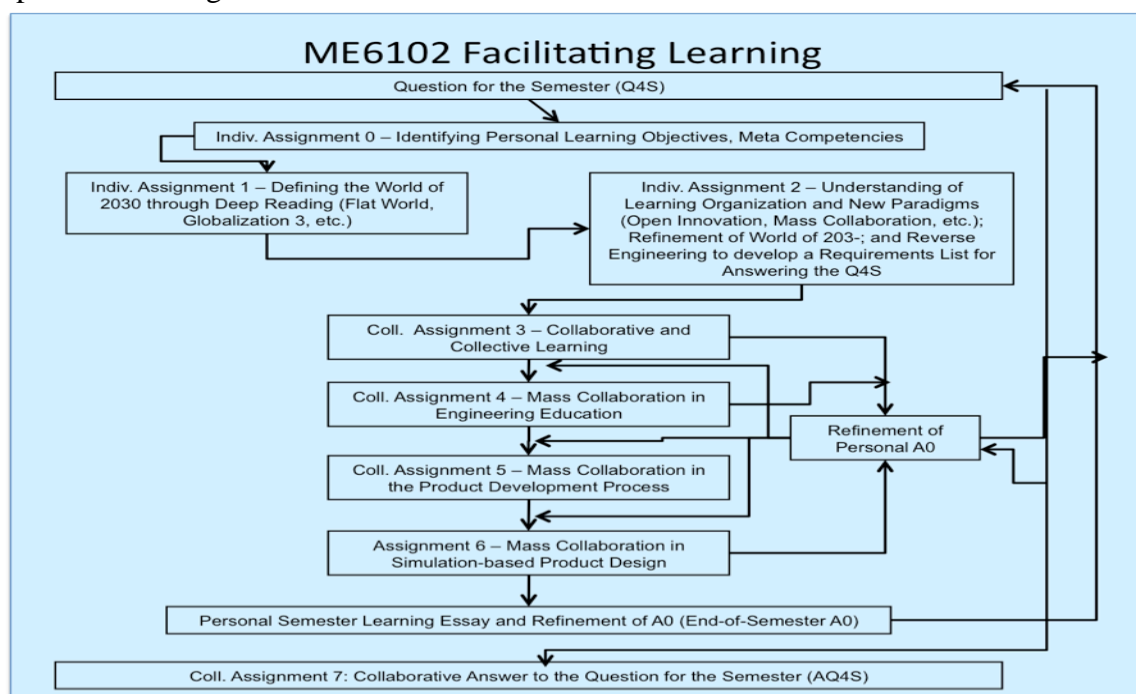 ME6102 Facilitating Learning
Question for the Semester (Q4S)
Indiv. Assignment 0 – Identifying Personal Learning Objectives, Meta Competencies
Indiv. Assignment 1 – Defining the World of
2030 through Deep Reading (Flat World,
Globalization 3, etc.)
Indiv. Assignment 2 – Understanding of
Learning Organization and New Paradigms
(Open Innovation, Mass Collaboration, etc.);
Refinement of World of 203-; and Reverse
Engineering to develop a Requirements List for
Answering the Q4S
Coll. Assignment 3 – Collaborative and
Collective Learning
Coll. Assignment 4 – Mass Collaboration in
Engineering Education
Refinement of
Personal A0
Coll. Assignment 5 – Mass Collaboration in
the Product Development Process
Assignment 6 – Mass Collaboration in
Simulation-based Product Design
Personal Semester Learning Essay and Refinement of A0 (End-of-Semester A0)
Coll. Assignment 7: Collaborative Answer to the Question for the Semester (AQ4S)